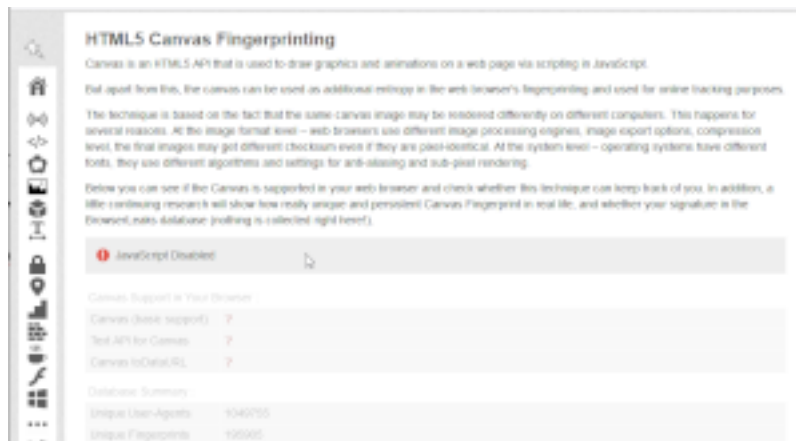 HTML5 Canvas Fingerprinting
Canvas is an HTML5 API that is used to draw graphics and animations on a web page via scripting in JavaScript.
But apart from this, the canvas can be used as additional entropy in the web browser's fingerprinting and used for online tracking purposes.
The technique is based on the fact that the same canvas image may be rendered differently on different computers. This happens for
several reasons. At the image format level – web browsers use different image processing engines, image export options, compression
level, the final images may get different checksum even if they are pixel-identical. At the system level – operating systems have different
fonts, they use different algorithms and settings for anti-aliasing and sub-pixel rendering.
Below you can see if the Canvas is supported in your web browser and check whether this technique can keep track of you. In addition, a
little continuing research will show how really unique and persistent Canvas Fingerprint in real life, and whether your signature in the
BrowserLeaks database (nothing is collected right here!).
JavaScript Disabled
Canvas Support in Your Browser :
Canvas (basic support) ?
Text API for Canvas ?
Canvas toDataURL ?
Database Summary :
Unique User-Agents 1049755
Unique Fingerprints